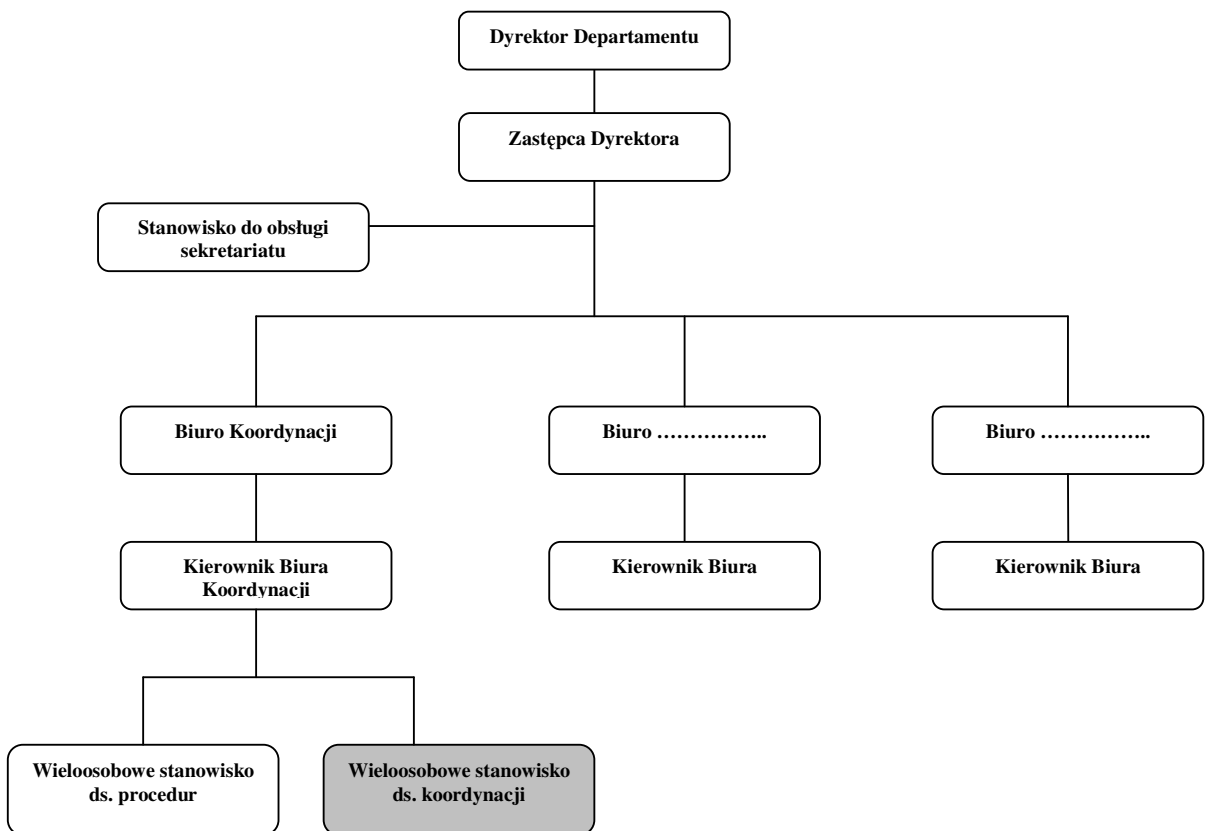 Dyrektor Departamentu
Zastępca Dyrektora
Stanowisko do obsługi
sekretariatu
Biuro Koordynacji
Biuro ……………..
Biuro ……………..
Kierownik Biura
Koordynacji
Kierownik Biura
Kierownik Biura
Wieloosobowe stanowisko
ds. procedur
Wieloosobowe stanowisko
ds. koordynacji